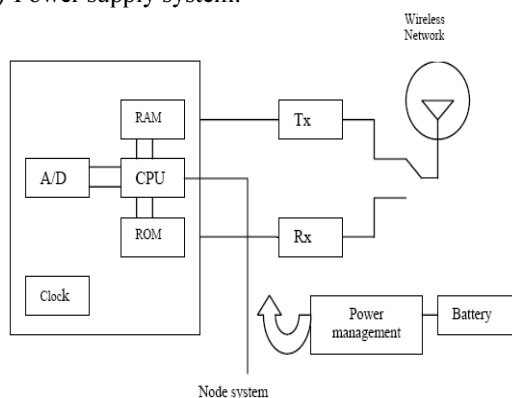 ) Power supply system.
Wireless
Network
RAM
Tx
A/D
CPU
ROM
Rx
Clock
Power
management
Battery
Node system